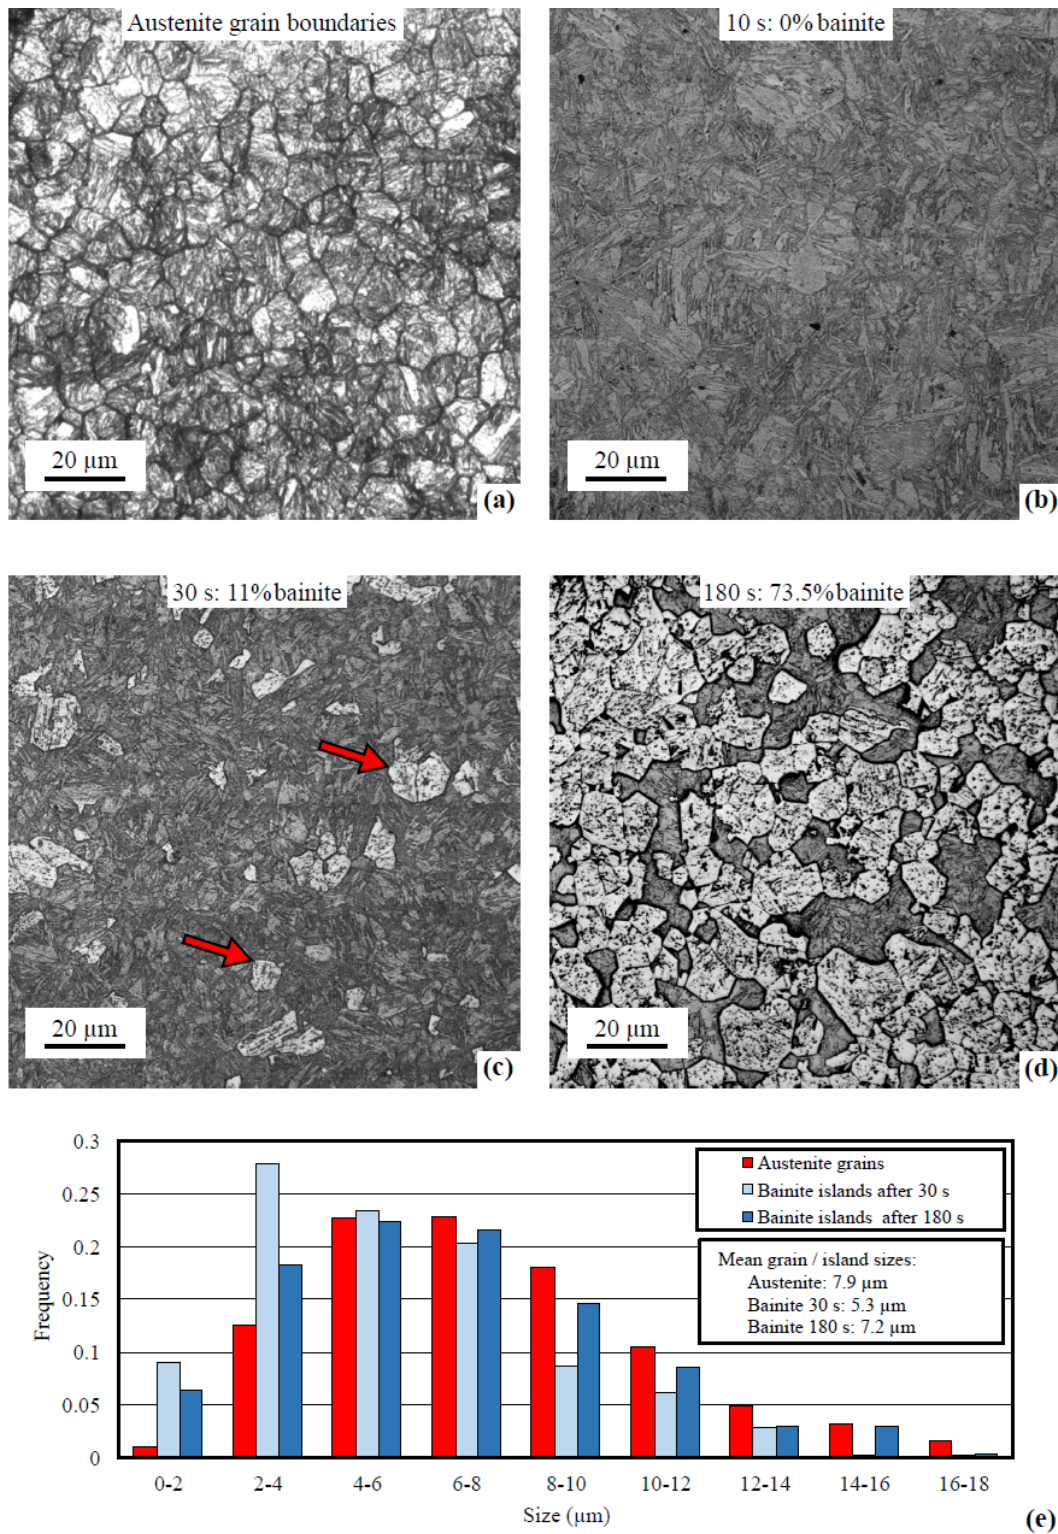 Austenite grain boundaries
10 s: 0% bainite
20 µm
(a)
20 µm
(b)
30 s: 11% bainite
180 s: 73.5% bainite
20 µm
(c)
20 µm
(d)
0.3
0.25
0.2
0.15
0.1
0.05
0
Frequency
Austenite grains
Bainite islands after 30 s
Bainite islands after 180 s
Mean grain / island sizes:
Austenite: 7.9 µm
Bainite 30 s: 5.3 µm
Bainite 180 s: 7.2 µm
0-2 2-4 4-6 6-8 8-10 10-12 12-14 14-16 16-18
Size (µm)
(e)